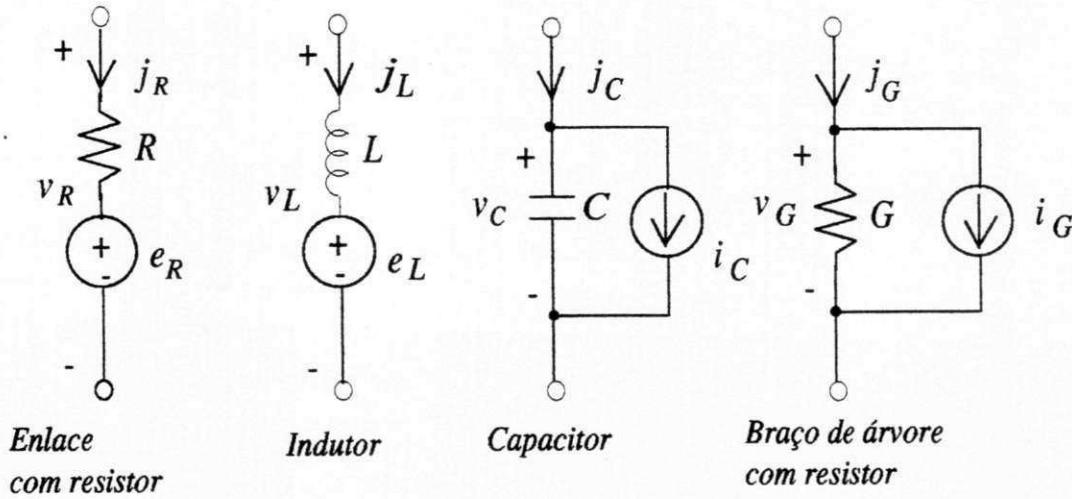 + j_R R v_R + - e_R -
+ j_L L v_L + - e_L -
j_C + v_C C i_C -
j_G + v_G G i_G -
Enlace
com resistor
Indutor
Capacitor
Braço de árvore
com resistor